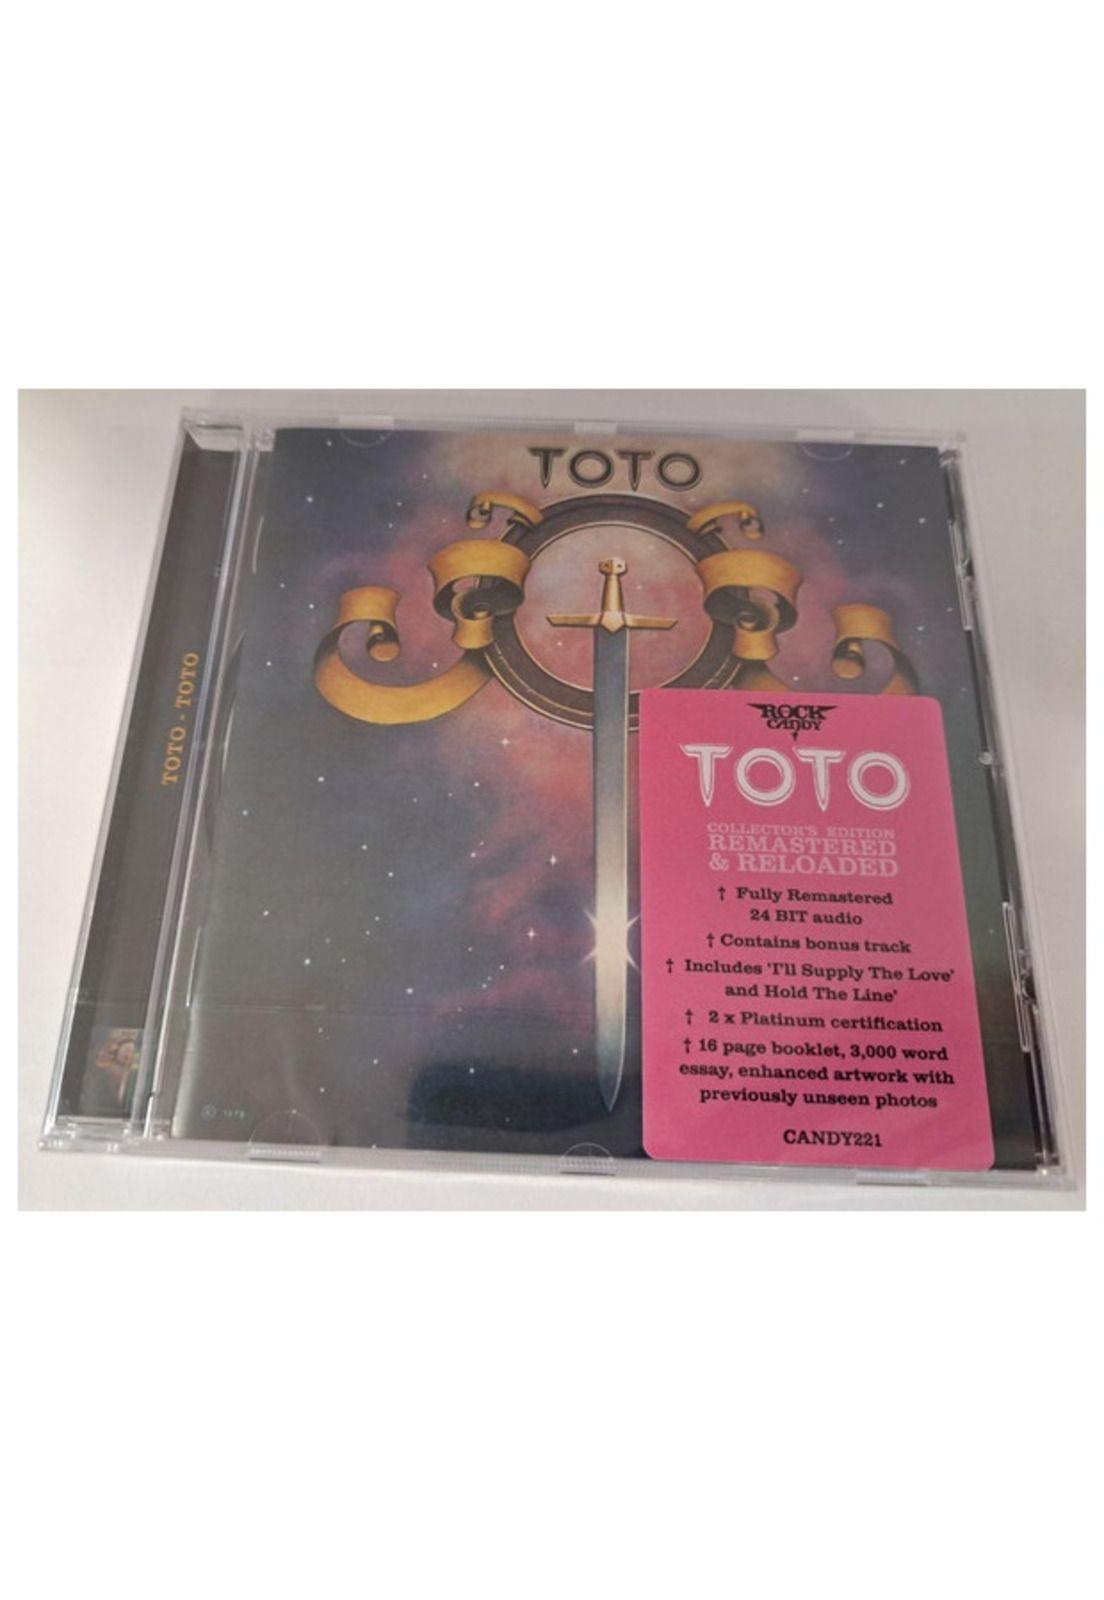 TOTO
TOTO - TOTO
ROCK
CANDY
TOTO
COLLECTOR'S EDITION
REMASTERED
& RELOADED
† Fully Remastered
24 BIT audio
† Contains bonus track
† Includes 'I'll Supply The Love'
and Hold The Line'
† 2 x Platinum certification
† 16 page booklet, 3,000 word
essay, enhanced artwork with
previously unseen photos
CANDY221
© 1978